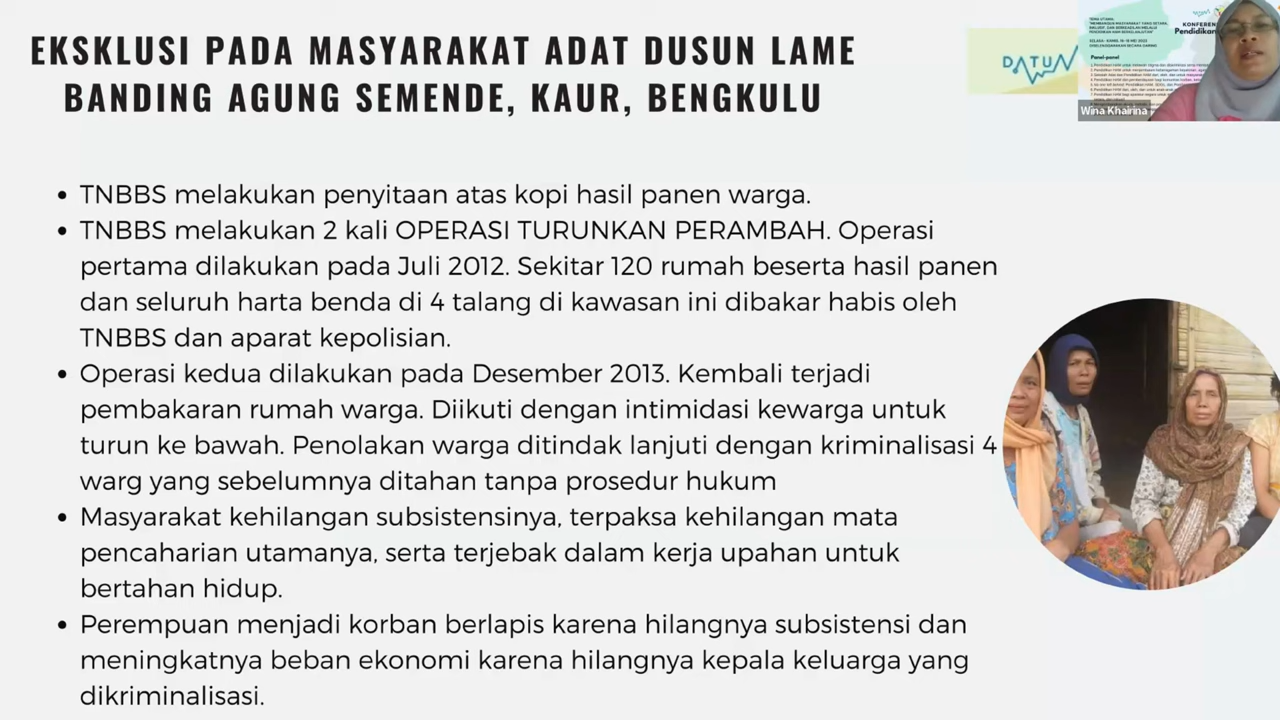 EKSKLUSI PADA MASYARAKAT ADAT DUSUN LAME
BANDING AGUNG SEMENDE, KAUR, BENGKULU
DATUN
KONFEREN
Pendidikan
Panel-panel
Wina Khairina
• TNBBS melakukan penyitaan atas kopi hasil panen warga.
• TNBBS melakukan 2 kali OPERASI TURUNKAN PERAMBAH. Operasi
pertama dilakukan pada Juli 2012. Sekitar 120 rumah beserta hasil panen
dan seluruh harta benda di 4 talang di kawasan ini dibakar habis oleh
TNBBS dan aparat kepolisian.
• Operasi kedua dilakukan pada Desember 2013. Kembali terjadi
pembakaran rumah warga. Diikuti dengan intimidasi kewarga untuk
turun ke bawah. Penolakan warga ditindak lanjuti dengan kriminalisasi 4
warg yang sebelumnya ditahan tanpa prosedur hukum
• Masyarakat kehilangan subsistensinya, terpaksa kehilangan mata
pencaharian utamanya, serta terjebak dalam kerja upahan untuk
bertahan hidup.
• Perempuan menjadi korban berlapis karena hilangnya subsistensi dan
meningkatnya beban ekonomi karena hilangnya kepala keluarga yang
dikriminalisasi.